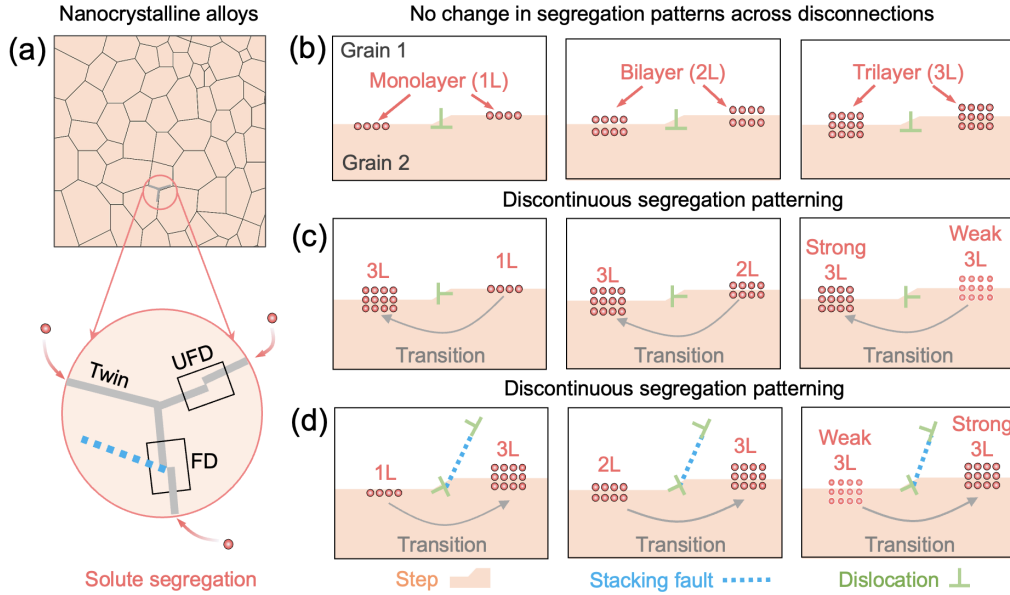 Nanocrystalline alloys
(a)
Twin
UFD
FD
Solute segregation
No change in segregation patterns across disconnections
(b)
Grain 1
Monolayer (1L)
Grain 2
Bilayer (2L)
Trilayer (3L)
Discontinuous segregation patterning
(c)
3L
1L
Transition
3L
2L
Transition
Strong
3L
Weak
3L
Transition
Discontinuous segregation patterning
(d)
1L
3L
Transition
2L
3L
Transition
Weak
3L
Strong
3L
Transition
Step
Stacking fault
Dislocation